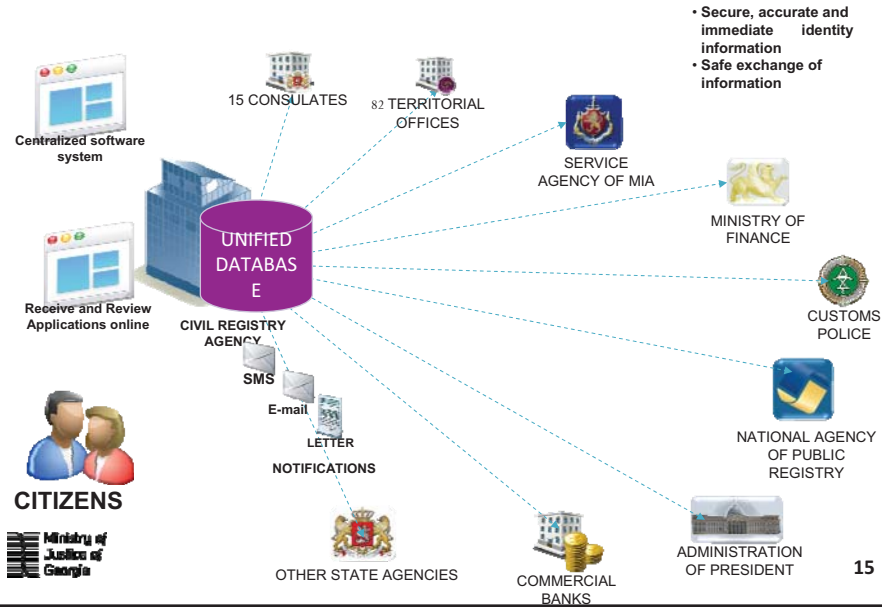 • Secure, accurate and
immediate identity
information
• Safe exchange of
information
15 CONSULATES
82 TERRITORIAL
OFFICES
Centralized software
system
SERVICE
AGENCY OF MIA
MINISTRY OF
FINANCE
UNIFIED
DATABAS
E
Receive and Review
Applications online
CIVIL REGISTRY
AGENCY
CUSTOMS
POLICE
SMS
E-mail
LETTER
NOTIFICATIONS
NATIONAL AGENCY
OF PUBLIC
REGISTRY
CITIZENS
Ministry of
Justice of
Georgia
OTHER STATE AGENCIES
COMMERCIAL
BANKS
ADMINISTRATION
OF PRESIDENT
15